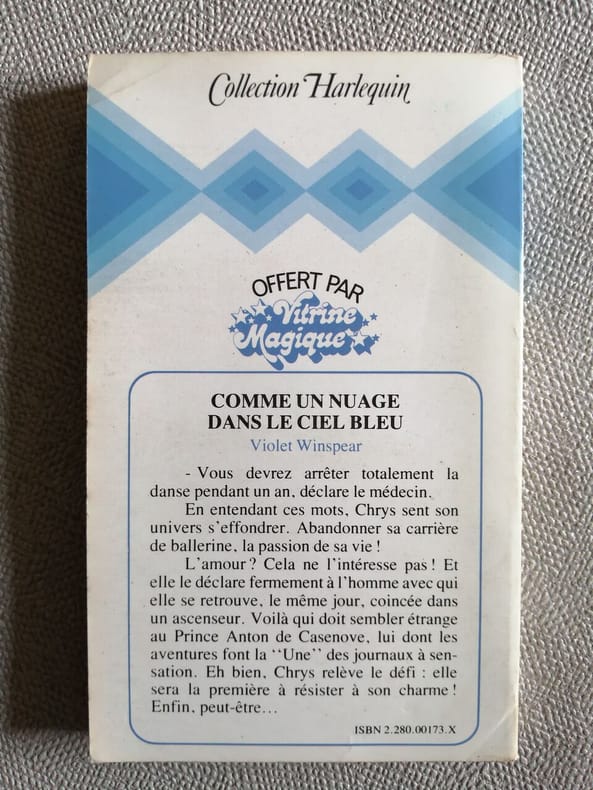 Collection Harlequin
OFFERT PAR
Vitrine
Magique
COMME UN NUAGE
DANS LE CIEL BLEU
Violet Winspear
- Vous devrez arrêter totalement la
danse pendant un an, déclare le médecin.
En entendant ces mots, Chrys sent son
univers s'effondrer. Abandonner sa carrière
de ballerine, la passion de sa vie !
L'amour ? Cela ne l'intéresse pas ! Et
elle le déclare fermement à l'homme avec qui
elle se retrouve, le même jour, coincée dans
un ascenseur. Voilà qui doit sembler étrange
au Prince Anton de Casenove, lui dont les
aventures font la "Une" des journaux à sen-
sation. Eh bien, Chrys relève le défi : elle
sera la première à résister à son charme !
Enfin, peut-être...
ISBN 2.280.00173.X